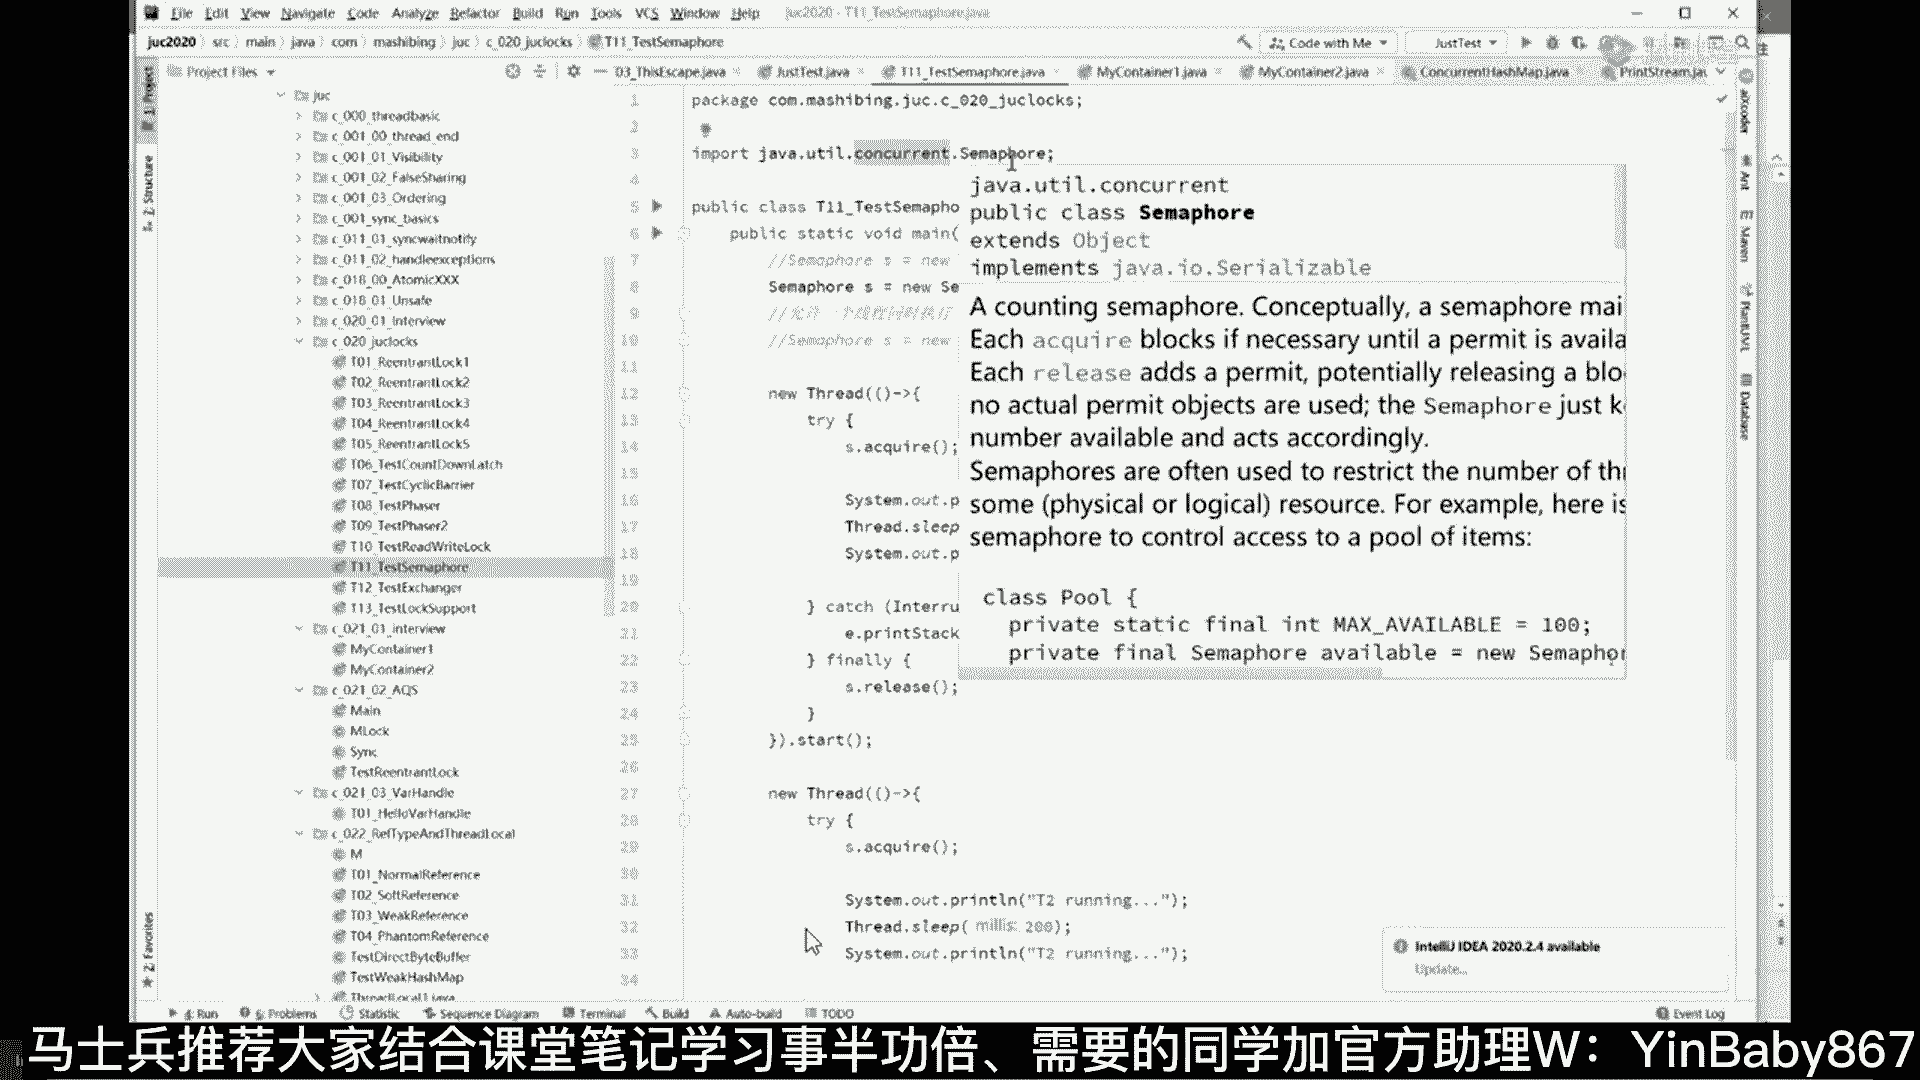 File Edit View Navigate Code Analyze Refactor Build Run Tools VCS Window Help juc2020 - T11_TestSemaphore.java
juc2020 src main java com mashibing juc c_020_juclocks T11_TestSemaphore
Code with Me JustTest
Project Files
03_ThisEscape.java JustTest.java T11_TestSemaphore.java MyContainer1.java MyContainer2.java ConcurrentHashMap.java PrintStream.jav
1: Project
Z: Structure
2: Favorites
juc
c_000_threadbasic
c_001_00_thread_end
c_001_01_Visibility
c_001_02_FalseSharing
c_001_03_Ordering
c_001_sync_basics
c_011_01_syncwaitnotify
c_011_02_handleexceptions
c_018_00_AtomicXXX
c_018_01_Unsafe
c_020_01_Interview
c_020_juclocks
T01_ReentrantLock1
T02_ReentrantLock2
T03_ReentrantLock3
T04_ReentrantLock4
T05_ReentrantLock5
T06_TestCountDownLatch
T07_TestCyclicBarrier
T08_TestPhaser
T09_TestPhaser2
T10_TestReadWriteLock
T11_TestSemaphore
T12_TestExchanger
T13_TestLockSupport
c_021_01_interview
MyContainer1
MyContainer2
c_021_02_AQS
Main
MLock
Sync
TestReentrantLock
c_021_03_VarHandle
T01_HelloVarHandle
c_022_RefTypeAndThreadLocal
M
T01_NormalReference
T02_SoftReference
T03_WeakReference
T04_PhantomReference
TestDirectByteBuffer
TestWeakHashMap
ThreadLocal1.java
1 package com.mashibing.juc.c_020_juclocks;
2
3 import java.util.concurrent.Semaphore;
4
5 public class T11_TestSemapho
6 public static void main(
7 //Semaphore s = new
8 Semaphore s = new Se
9 //
10 //Semaphore s = new
11
12 new Thread(()->{
13 try {
14 s.acquire();
15
16 System.out.p
17 Thread.sleep
18 System.out.p
19
20 } catch (Interru
21 e.printStack
22 } finally {
23 s.release();
24 }
25 }).start();
26
27 new Thread(()->{
28 try {
29 s.acquire();
30
31 System.out.println("T2 running...");
32 Thread.sleep( millis: 200);
33 System.out.println("T2 running...");
34
java.util.concurrent
public class Semaphore
extends Object
implements java.io.Serializable
A counting semaphore. Conceptually, a semaphore mai
Each acquire blocks if necessary until a permit is availa
Each release adds a permit, potentially releasing a blo
no actual permit objects are used; the Semaphore just k
number available and acts accordingly.
Semaphores are often used to restrict the number of thr
some (physical or logical) resource. For example, here is
semaphore to control access to a pool of items:
class Pool {
private static final int MAX_AVAILABLE = 100;
private final Semaphore available = new Semaphor
aiXcoder
Ant
Maven
PlantUML
Database
IntelliJ IDEA 2020.2.4 available
Update...
4: Run 6: Problems Statistic Sequence Diagram Terminal Build Auto-build TODO Event Log
马士兵推荐大家结合课堂笔记学习事半功倍、需要的同学加官方助理W：YinBaby867